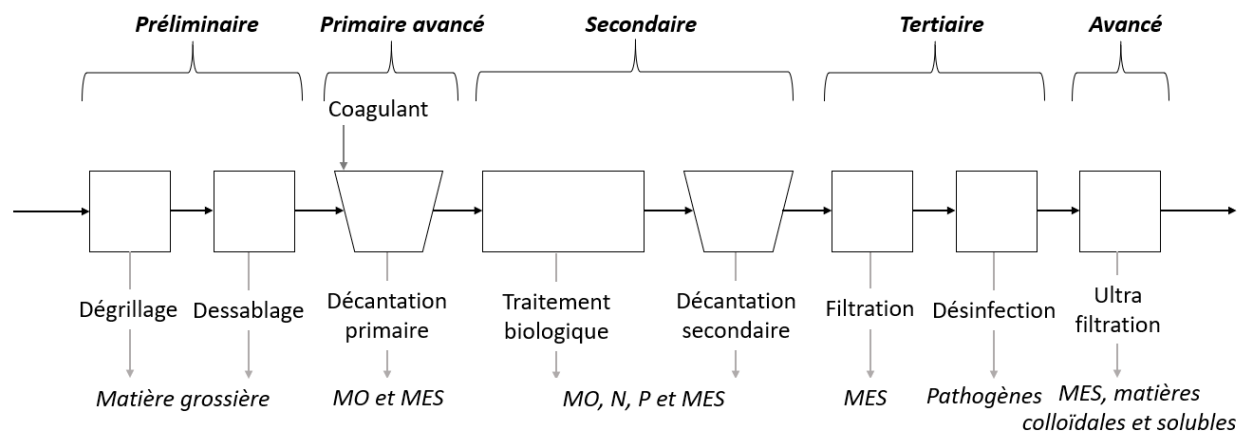 Préliminaire
Primaire avancé
Secondaire
Tertiaire
Avancé
Coagulant
Dégrillage
Dessablage
Décantation
primaire
Traitement
biologique
Décantation
secondaire
Filtration
Désinfection
Ultra
filtration
Matière grossière
MO et MES
MO, N, P et MES
MES
Pathogènes
MES, matières
colloïdales et solubles